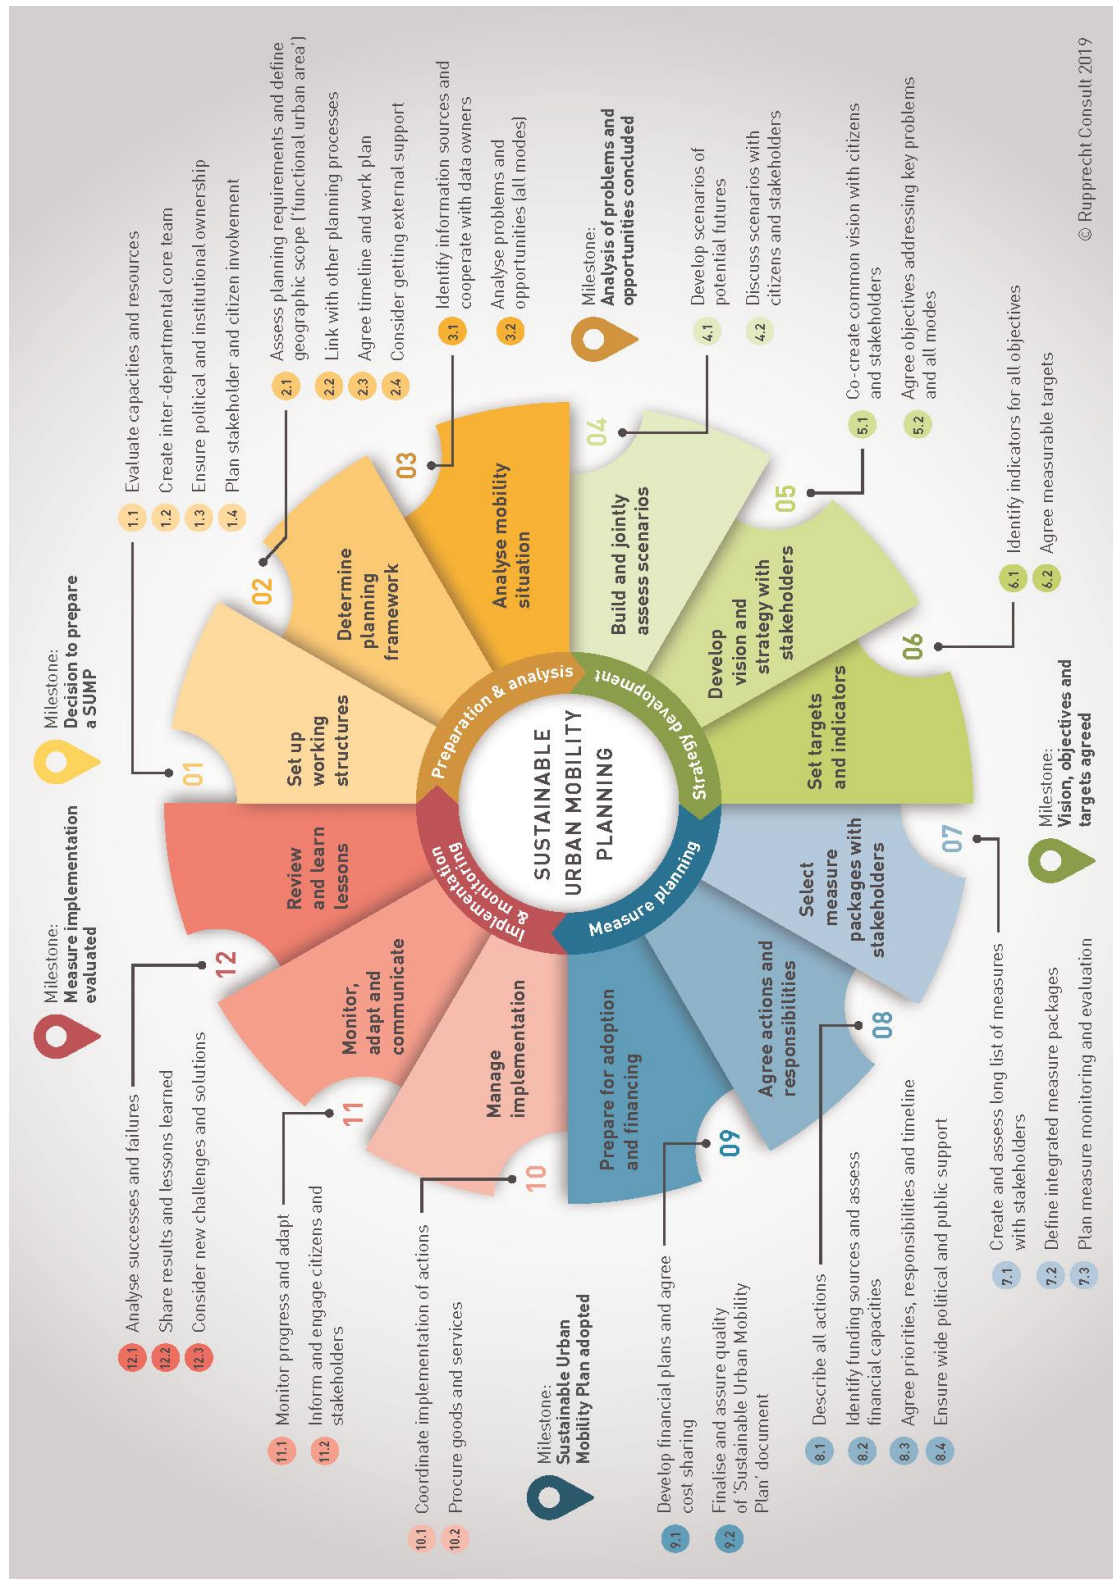 Milestone:
Decision to prepare
a SUMP
01
Set up
working
structures
1.1 Evaluate capacities and resources
1.2 Create inter-departmental core team
1.3 Ensure political and institutional ownership
1.4 Plan stakeholder and citizen involvement
02
Determine
planning
framework
2.1 Assess planning requirements and define
geographic scope ('functional urban area')
2.2 Link with other planning processes
2.3 Agree timeline and work plan
2.4 Consider getting external support
03
Analyse mobility
situation
3.1 Identify information sources and
cooperate with data owners
3.2 Analyse problems and
opportunities (all modes)
Milestone:
Analysis of problems and
opportunities concluded
04
Build and jointly
assess scenarios
4.1 Develop scenarios of
potential futures
4.2 Discuss scenarios with
citizens and stakeholders
05
Develop
vision and
strategy with
stakeholders
5.1 Co-create common vision with citizens
and stakeholders
5.2 Agree objectives addressing key problems
and all modes
06
Set targets
and indicators
6.1 Identify indicators for all objectives
6.2 Agree measurable targets
Milestone:
Vision, objectives and
targets agreed
07
Select
measure
packages with
stakeholders
7.1 Create and assess long list of measures
with stakeholders
7.2 Define integrated measure packages
7.3 Plan measure monitoring and evaluation
08
Agree actions and
responsibilities
8.1 Describe all actions
8.2 Identify funding sources and assess
financial capacities
8.3 Agree priorities, responsibilities and timeline
8.4 Ensure wide political and public support
09
Prepare for adoption
and financing
9.1 Develop financial plans and agree
cost sharing
9.2 Finalise and assure quality
of 'Sustainable Urban Mobility
Plan' document
Milestone:
Sustainable Urban
Mobility Plan adopted
10
Manage
implementation
10.1 Coordinate implementation of actions
10.2 Procure goods and services
11
Monitor,
adapt and
communicate
11.1 Monitor progress and adapt
11.2 Inform and engage citizens and
stakeholders
12
Review
and learn
lessons
12.1 Analyse successes and failures
12.2 Share results and lessons learned
12.3 Consider new challenges and solutions
Milestone:
Measure implementation
evaluated
SUSTAINABLE
URBAN MOBILITY
PLANNING
Preparation & analysis
Strategy development
Measure planning
Implementation
& monitoring
© Rupprecht Consult 2019